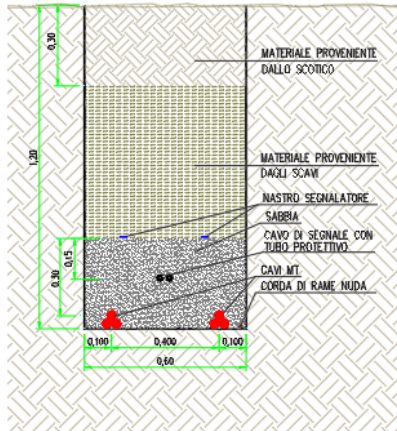 0,30
MATERIALE PROVENIENTE
DALLO SCOTICO
1,20
MATERIALE PROVENIENTE
DAGLI SCAVI
NASTRO SEGNALATORE
SABBIA
CAVO DI SEGNALE CON
TUBO PROTETTIVO
0,15
0,30
CAVI MT
CORDA DI RAME NUDA
0,100
0,400
0,100
0,60